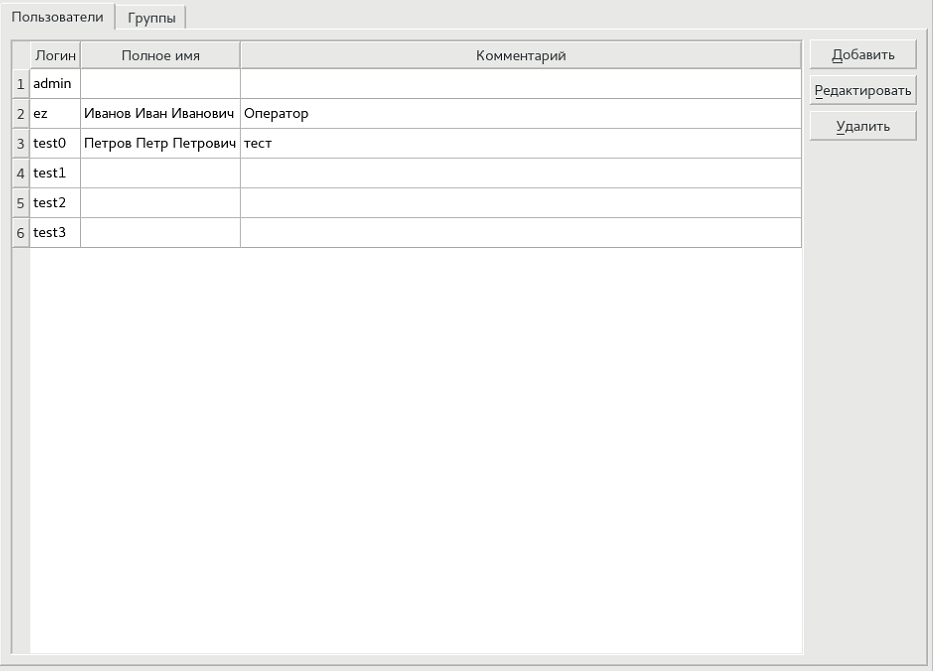 Пользователи Группы
Логин Полное имя Комментарий Добавить
1 admin
Редактировать
2 ez Иванов Иван Иванович Оператор
Удалить
3 test0 Петров Петр Петрович тест
4 test1
5 test2
6 test3